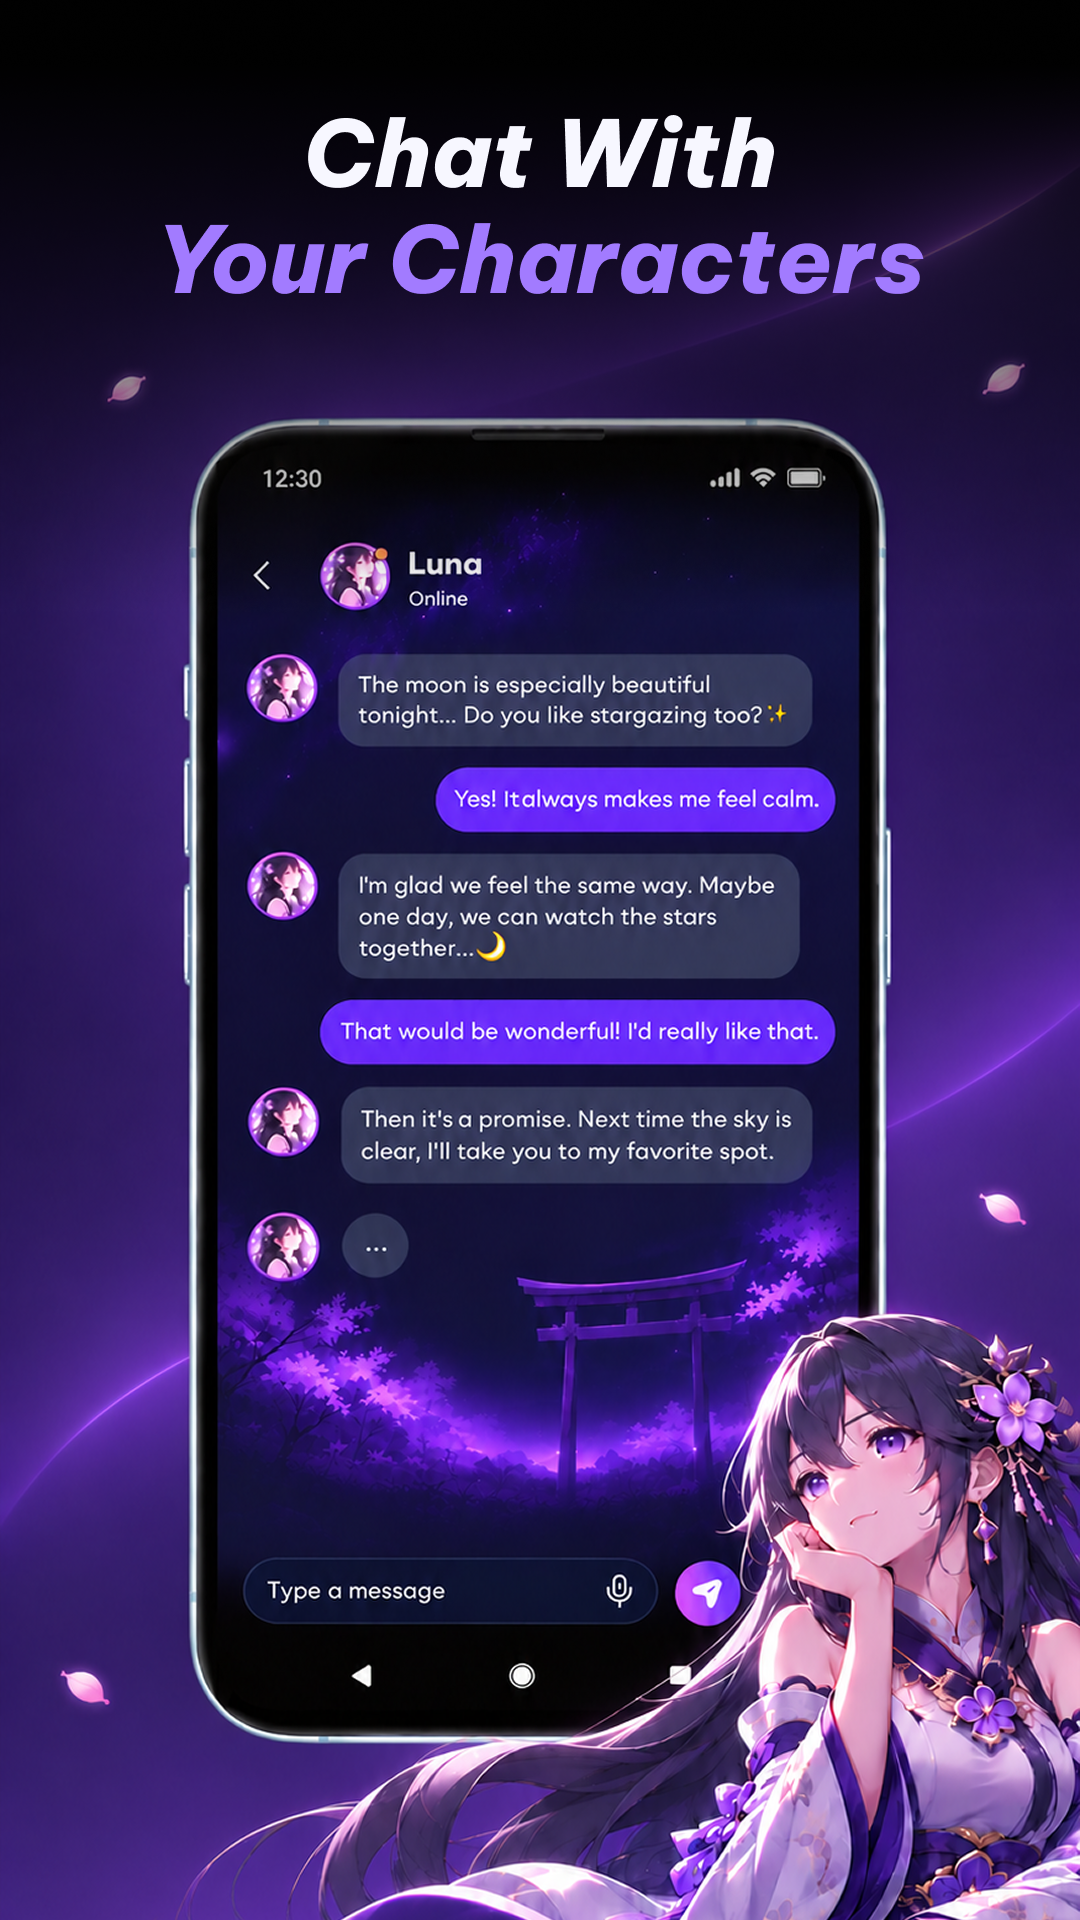 Chat With
Your Characters
12:30
Luna
Online
The moon is especially beautiful
tonight... Do you like stargazing too?✨
Yes! Italways makes me feel calm.
I'm glad we feel the same way. Maybe
one day, we can watch the stars
together...🌙
That would be wonderful! I'd really like that.
Then it's a promise. Next time the sky is
clear, I'll take you to my favorite spot.
...
Type a message